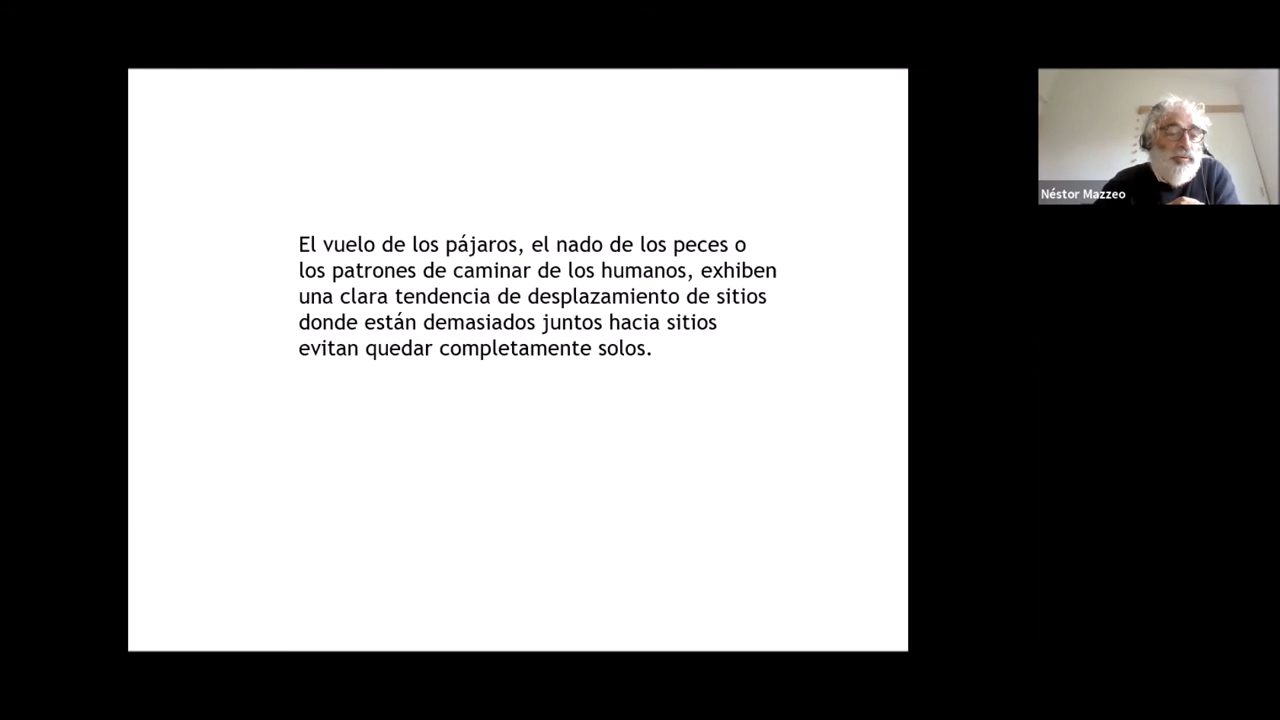 El vuelo de los pájaros, el nado de los peces o
los patrones de caminar de los humanos, exhiben
una clara tendencia de desplazamiento de sitios
donde están demasiados juntos hacia sitios
evitan quedar completamente solos.
Néstor Mazzeo